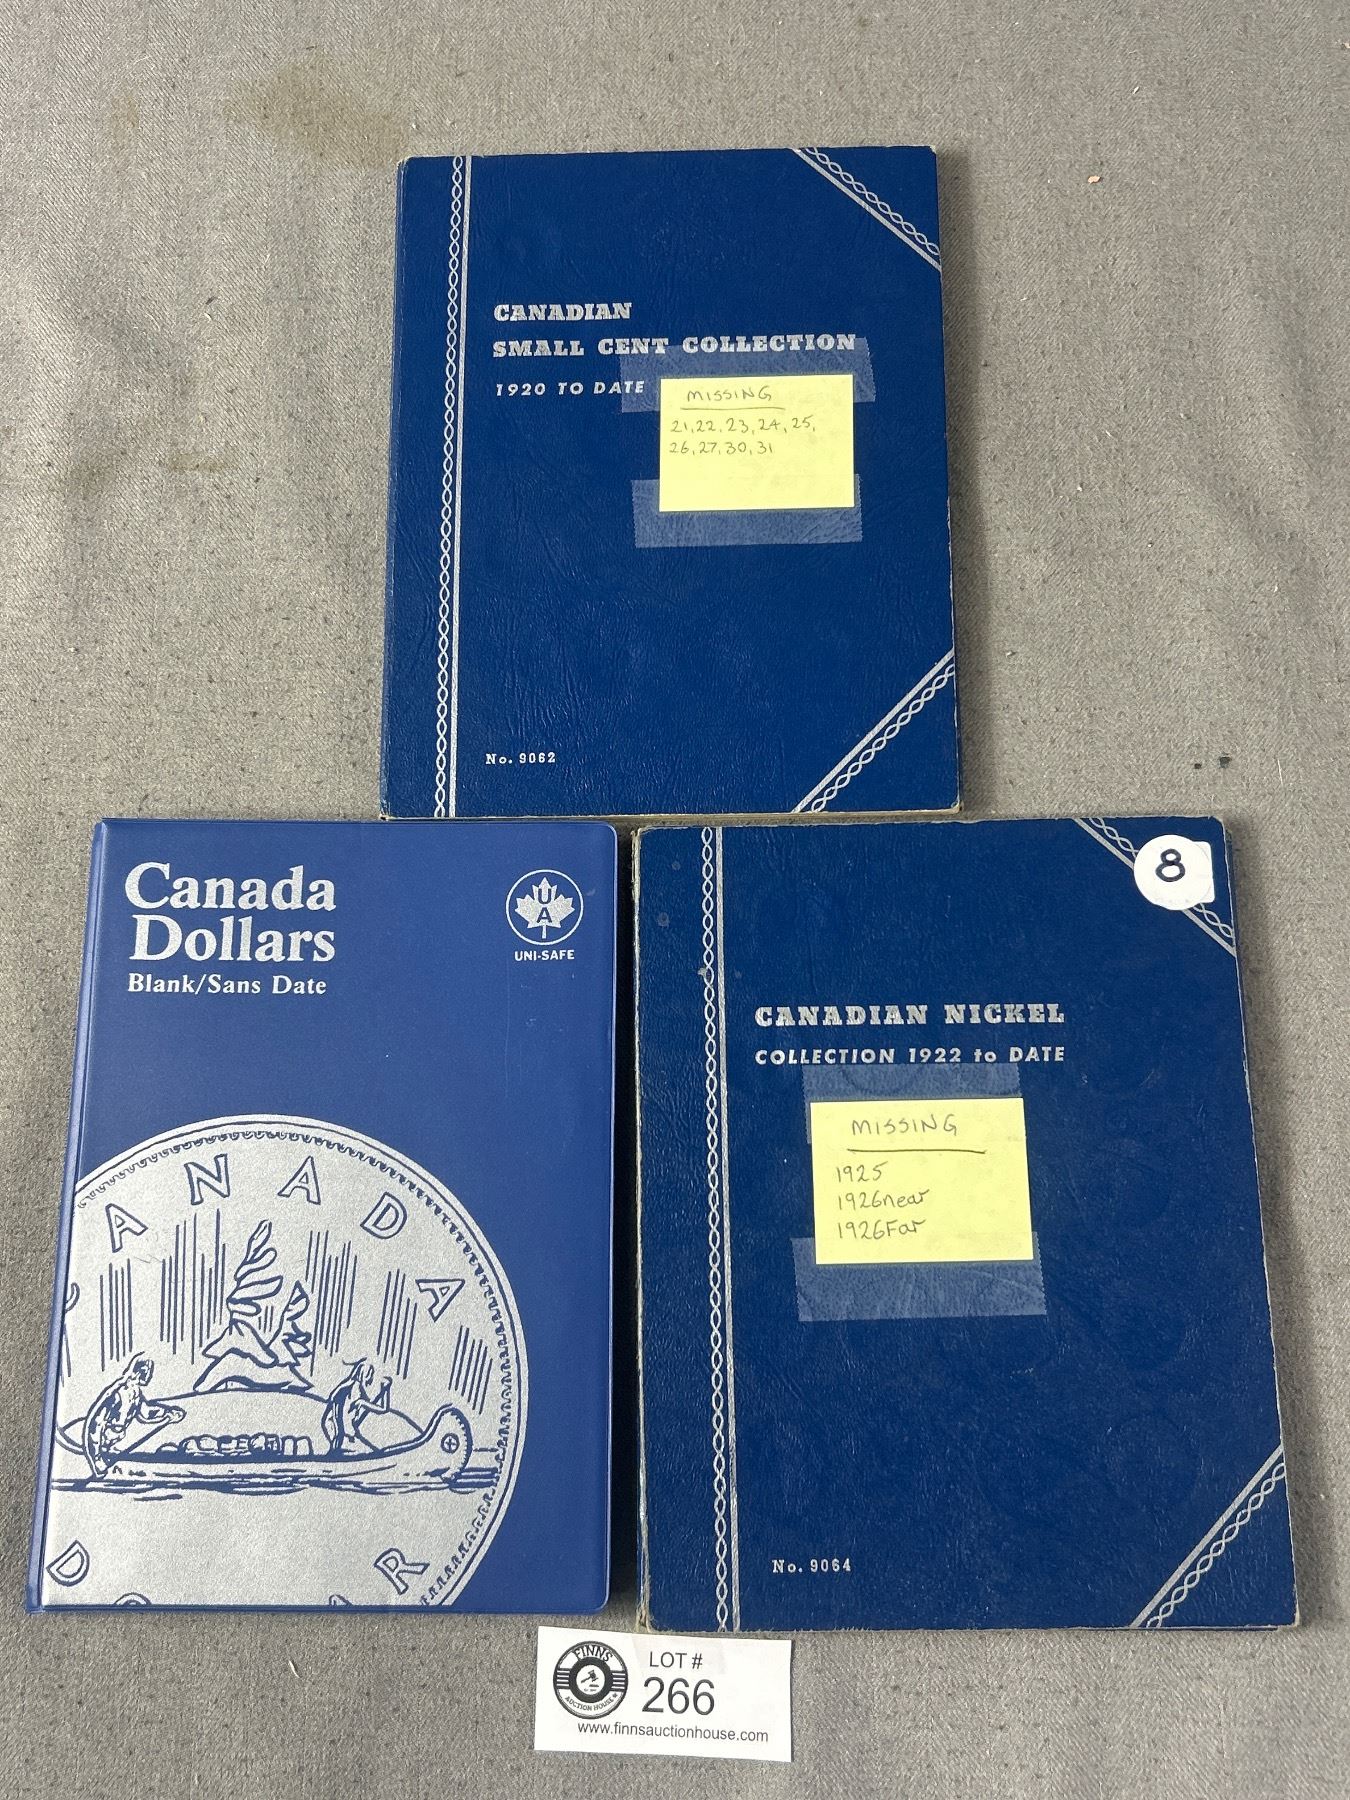 CANADIAN
SMALL CENT COLLECTION
1920 TO DATE
MISSING
21,22,23,24,25,
26,27,30,31
No. 9062
Canada
Dollars
Blank/Sans Date
U
A
UNI-SAFE
CANADA
D
AR
8
CANADIAN NICKEL
COLLECTION 1922 to DATE
MISSING
1925
1926near
1926Far
No. 9064
FINNS
AUCTION HOUSE
LOT #
266
www.finnsauctionhouse.com